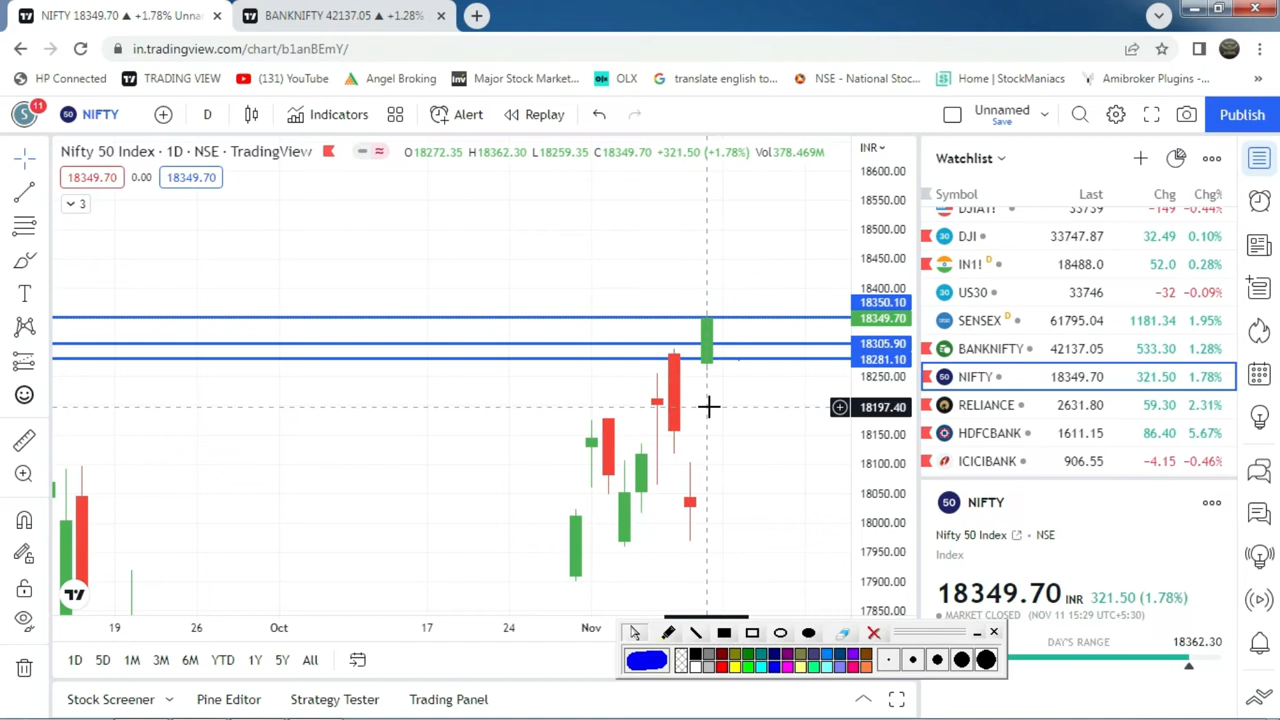 NIFTY 18349.70 ▲ +1.78% Unna
BANKNIFTY 42137.05 ▲ +1.28%
in.tradingview.com/chart/b1anBEmY/
HP Connected
TRADING VIEW
(131) YouTube
Angel Broking
Major Stock Market...
OLX
translate english to...
NSE - National Stoc...
Home | StockManiacs
Amibroker Plugins -...
»
S 11
50 NIFTY
D
Indicators
Alert
Replay
Unnamed
Save
Publish
Nifty 50 Index · 1D · NSE · TradingView
O18272.35 H18362.30 L18259.35 C18349.70 +321.50 (+1.78%) Vol378.469M
18349.70 0.00 18349.70
3
INR
18600.00
18550.00
18500.00
18450.00
18400.00
18350.10
18349.70
18305.90
18281.10
18250.00
18197.40
18150.00
18100.00
18050.00
18000.00
17950.00
17900.00
17850.00
19 26 Oct 17 24 Nov
1D 5D 1M 3M 6M YTD 1Y 5Y All
Stock Screener
Pine Editor
Strategy Tester
Trading Panel
Watchlist
Symbol Last Chg Chg%
DJIA1! 33739 −149 −0.44%
30 DJI 33747.87 32.49 0.10%
IN1! D 18488.0 52.0 0.28%
30 US30 33746 −32 −0.09%
SENSEX D 61795.04 1181.34 1.95%
BANKNIFTY 42137.05 533.30 1.28%
50 NIFTY 18349.70 321.50 1.78%
RELIANCE 2631.80 59.30 2.31%
HDFCBANK 1611.15 86.40 5.67%
ICICIBANK 906.55 −4.15 −0.46%
50 NIFTY
Nifty 50 Index · NSE
Index
18349.70 INR 321.50 (1.78%)
MARKET CLOSED (NOV 11 15:29 UTC+5:30)
DAY'S RANGE 18362.30